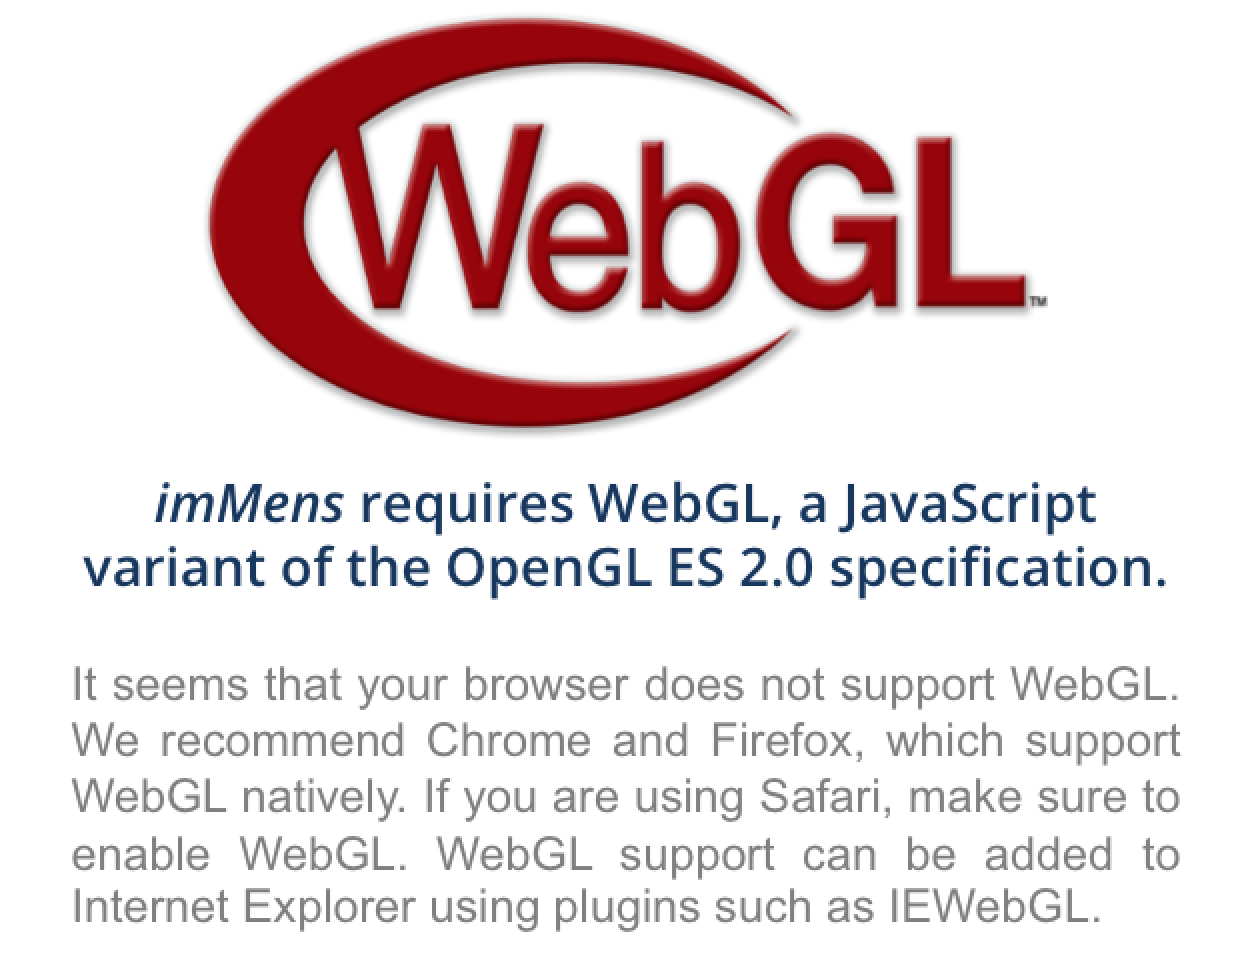 WebGL™
imMens requires WebGL, a JavaScript
variant of the OpenGL ES 2.0 specification.
It seems that your browser does not support WebGL.
We recommend Chrome and Firefox, which support
WebGL natively. If you are using Safari, make sure to
enable WebGL. WebGL support can be added to
Internet Explorer using plugins such as IEWebGL.